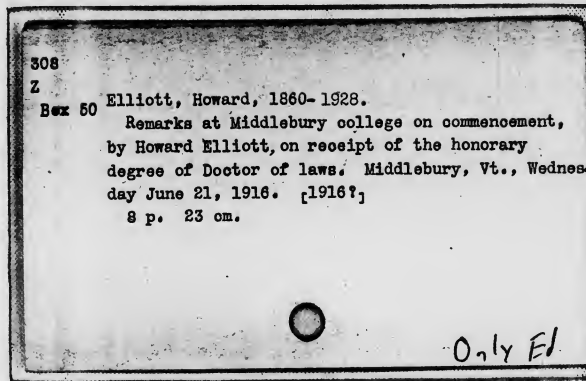 308
Z
Box 50 Elliott, Howard, 1860-1928.
Remarks at Middlebury college on commencement,
by Howard Elliott, on receipt of the honorary
degree of Doctor of laws. Middlebury, Vt., Wednes
day June 21, 1916. [1916?]
8 p. 23 cm.
Only Ed